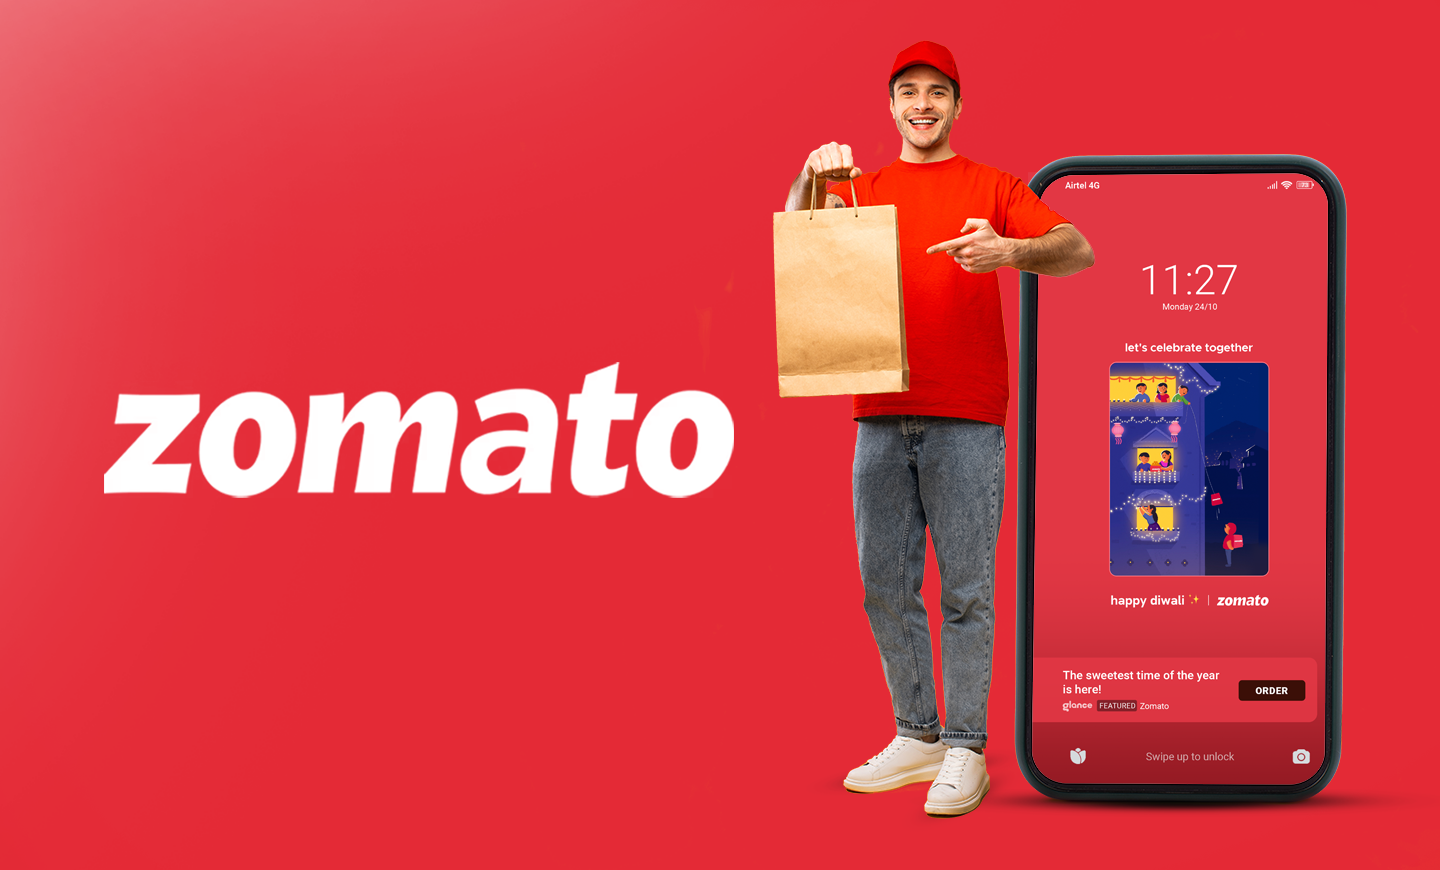 zomato
Airtel 4G
11:27
Monday 24/10
let's celebrate together
happy diwali ✨ | zomato
The sweetest time of the year
is here!
ORDER
glance FEATURED Zomato
Swipe up to unlock